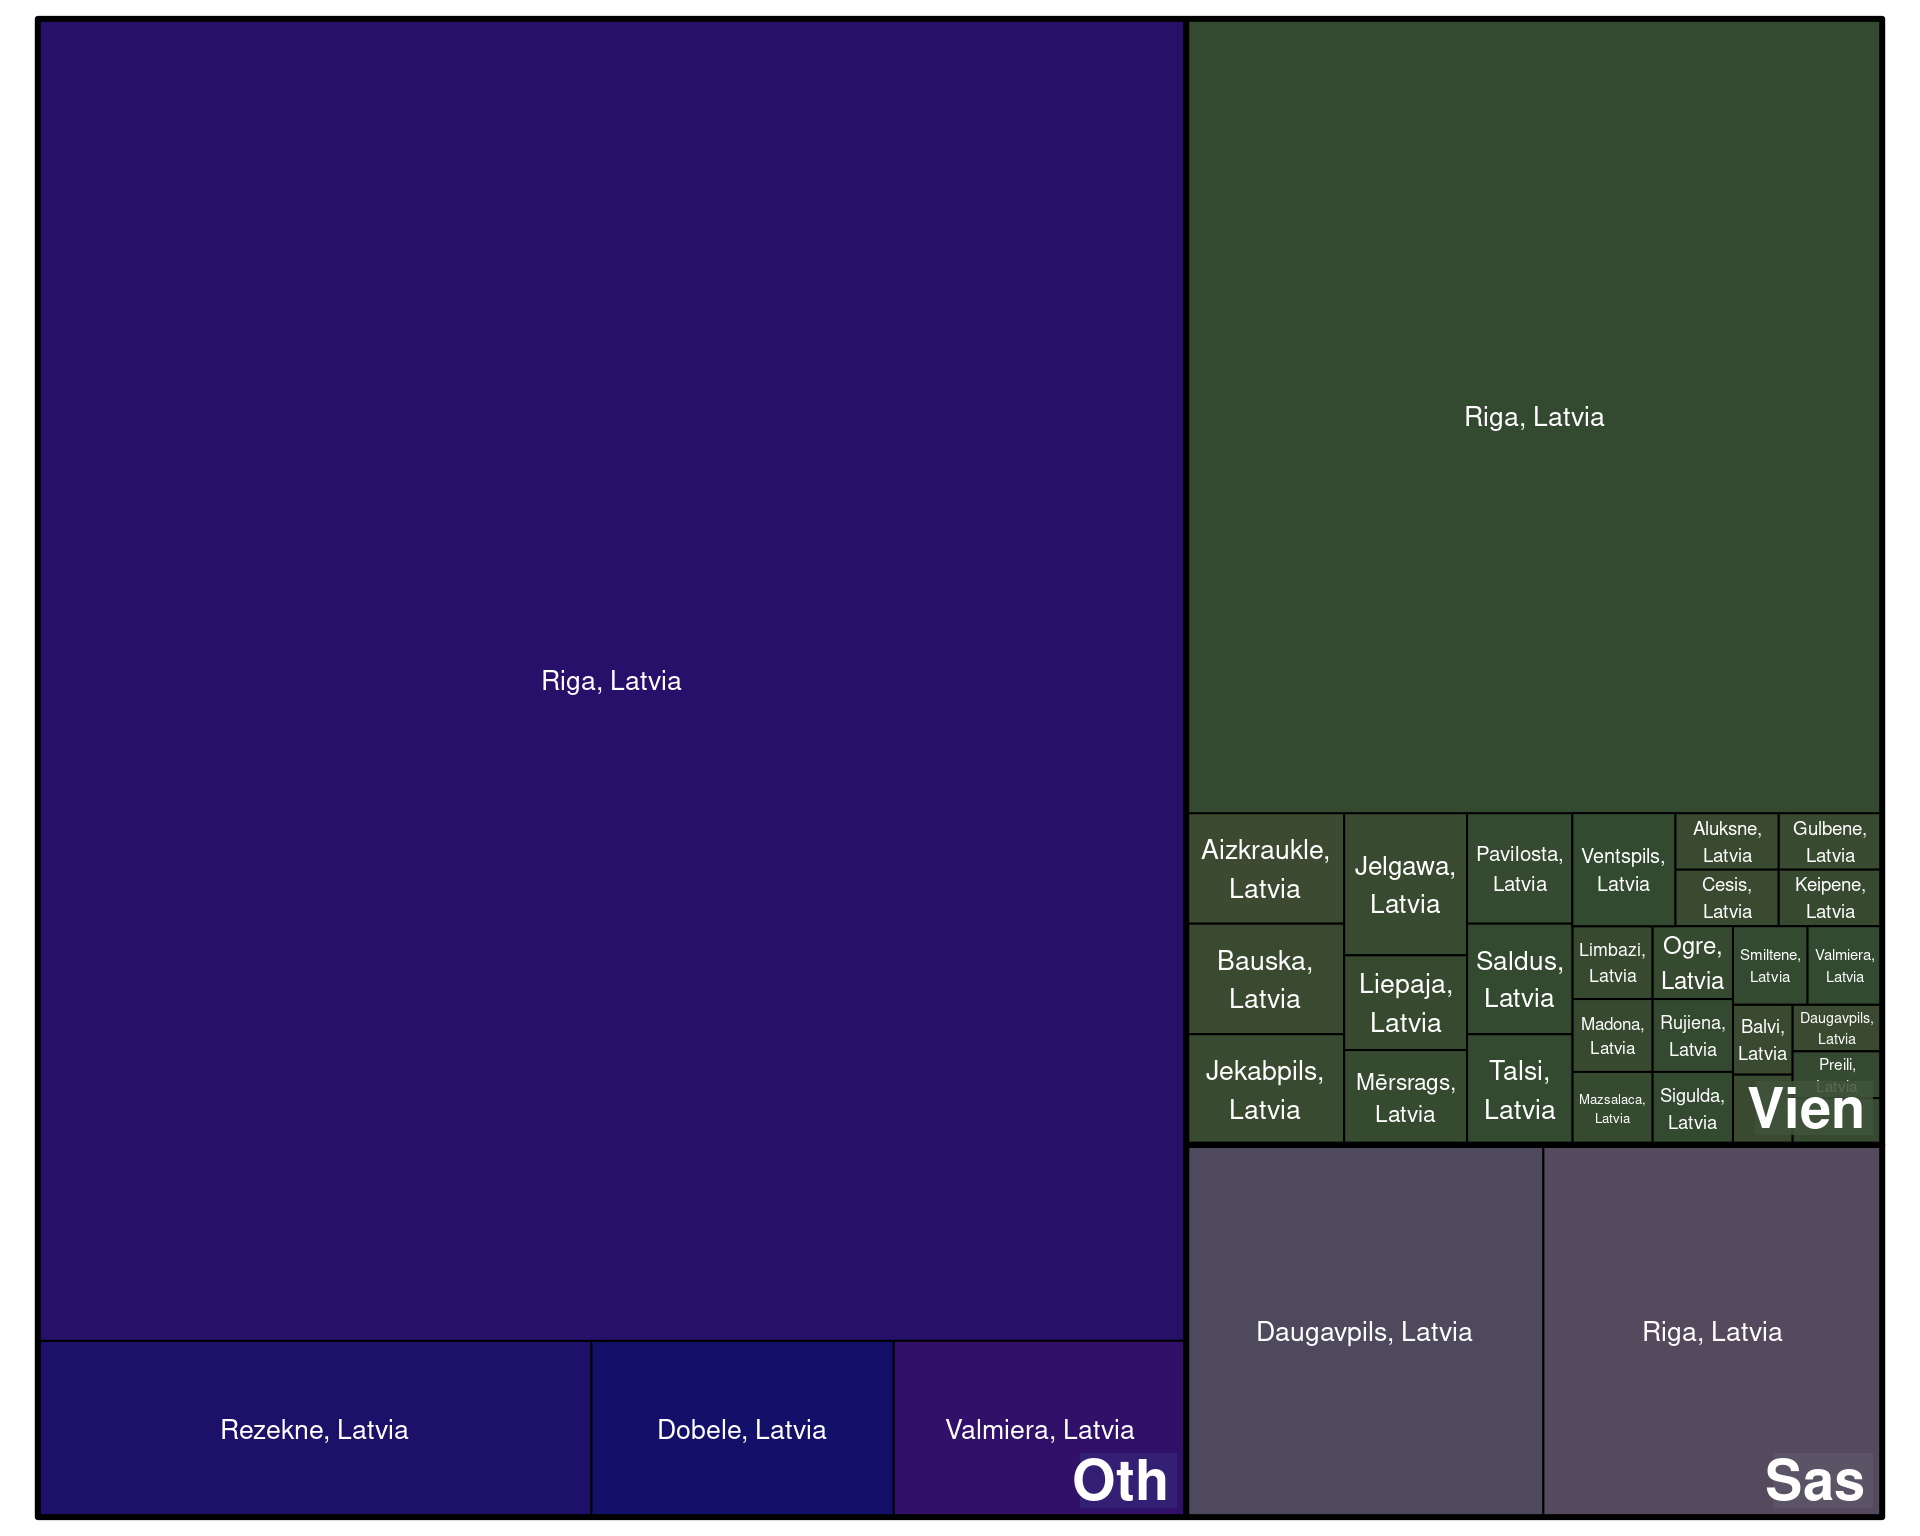 Riga, Latvia
Rezekne, Latvia
Dobele, Latvia
Valmiera, Latvia
Oth
Riga, Latvia
Aizkraukle,
Latvia
Bauska,
Latvia
Jekabpils,
Latvia
Jelgawa,
Latvia
Liepaja,
Latvia
Mērsrags,
Latvia
Pavilosta,
Latvia
Saldus,
Latvia
Talsi,
Latvia
Ventspils,
Latvia
Aluksne,
Latvia
Gulbene,
Latvia
Cesis,
Latvia
Keipene,
Latvia
Limbazi,
Latvia
Ogre,
Latvia
Madona,
Latvia
Rujiena,
Latvia
Mazsalaca,
Latvia
Sigulda,
Latvia
Smiltene,
Latvia
Valmiera,
Latvia
Balvi,
Latvia
Daugavpils,
Latvia
Preili,
Latvia
Vien
Daugavpils, Latvia
Riga, Latvia
Sas